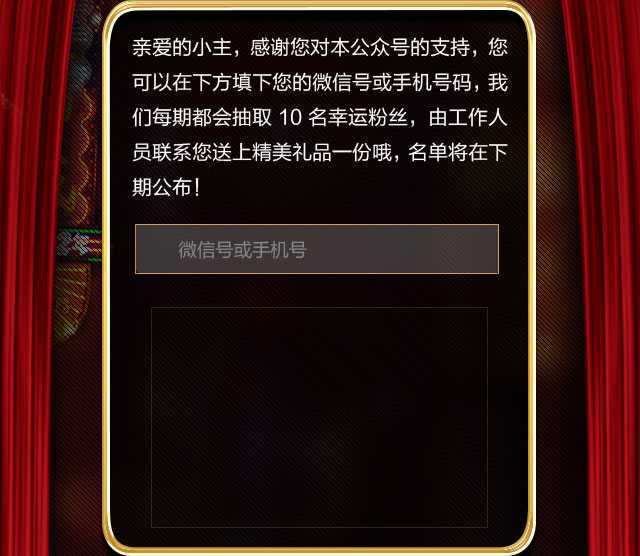 亲爱的小主，感谢您对本公众号的支持，您
可以在下方填下您的微信号或手机号码，我
们每期都会抽取 10 名幸运粉丝，由工作人
员联系您送上精美礼品一份哦，名单将在下
期公布！
微信号或手机号